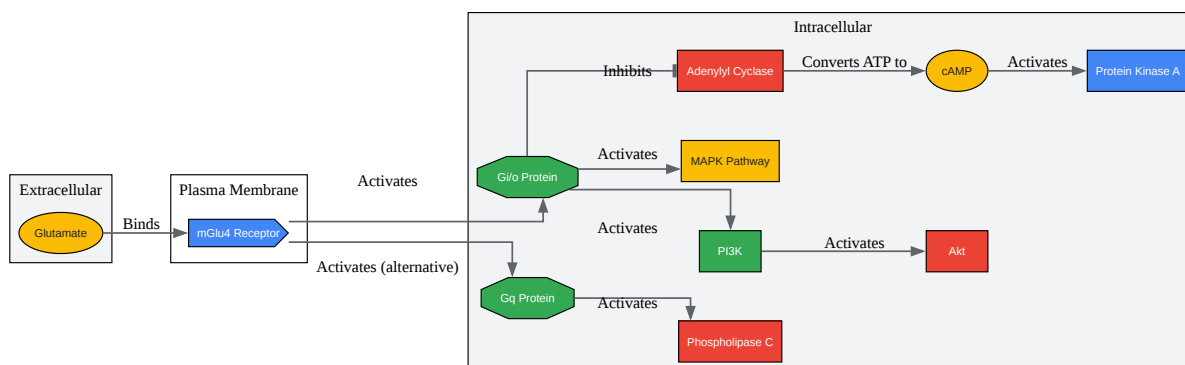 Intracellular
Inhibits
Adenylyl Cyclase
Converts ATP to
cAMP
Activates
Protein Kinase A
Activates
MAPK Pathway
Gi/o Protein
Extracellular
Plasma Membrane
Activates
Glutamate
Binds
mGlu4 Receptor
Activates
PI3K
Activates
Akt
Activates (alternative)
Gq Protein
Activates
Phospholipase C